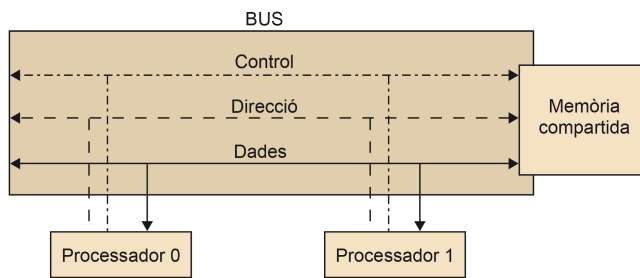 BUS
Control
Direcció
Dades
Memòria
compartida
Processador 0
Processador 1